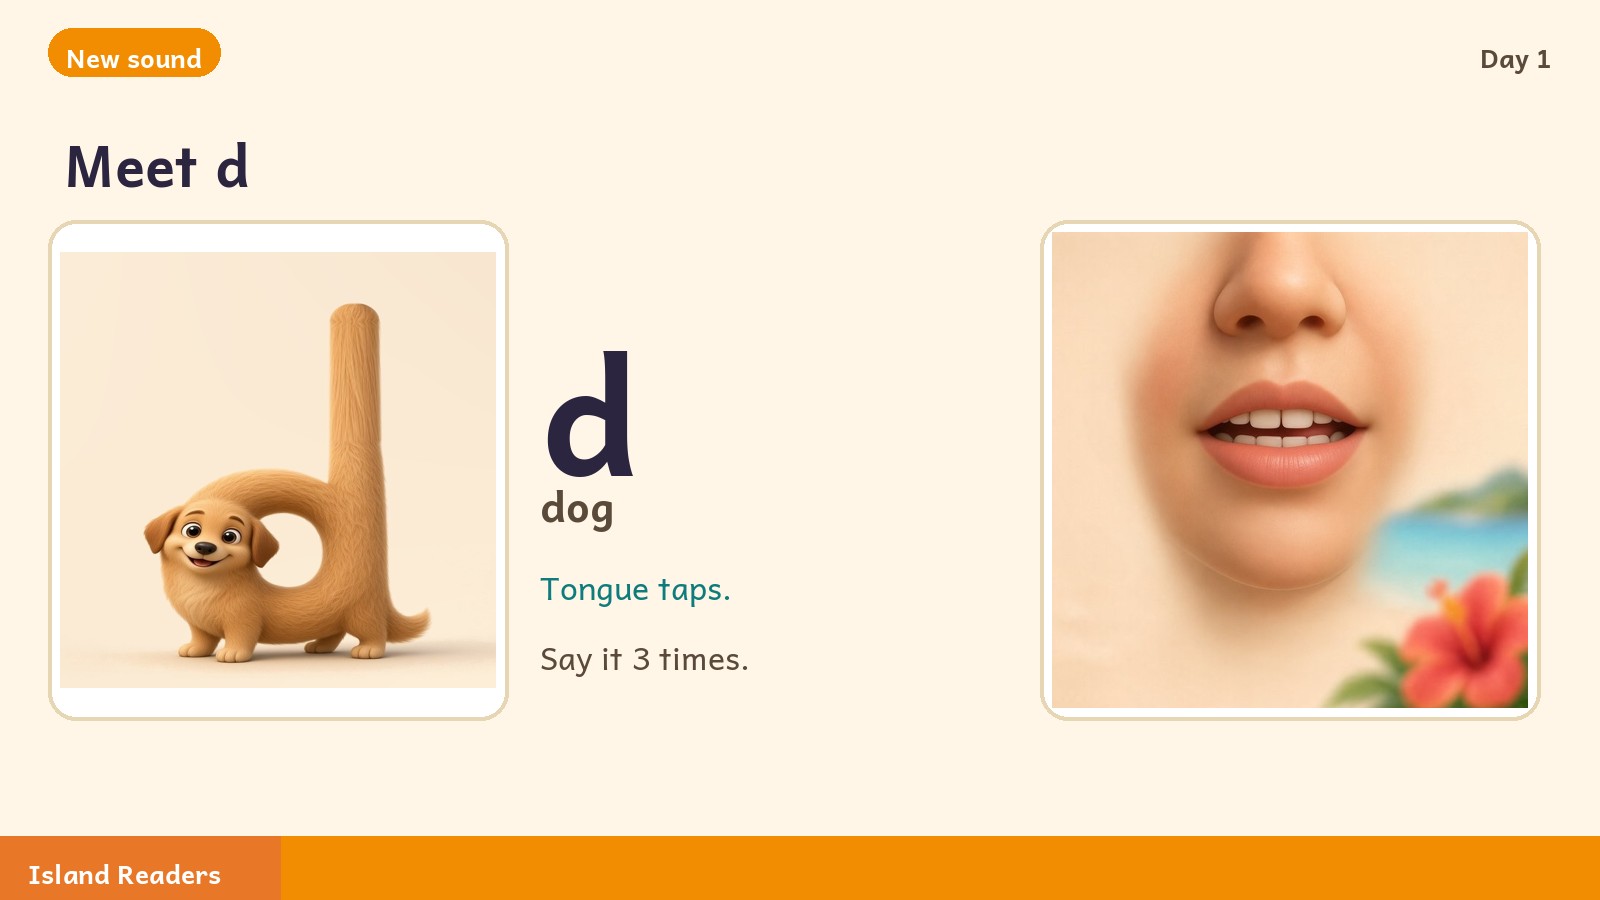 New sound
Day 1
Meet d
d
dog
Tongue taps.
Say it 3 times.
Island Readers